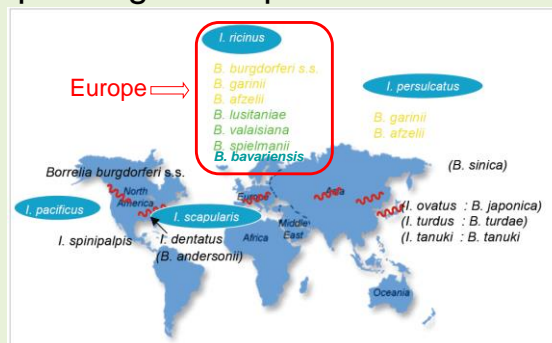 I. ricinus
Europe
B. burgdorferi s.s.
B. garinii
B. afzelii
B. lusitaniae
B. valaisiana
B. spielmanii
B. bavariensis
I. persulcatus
B. garinii
B. afzelii
(B. sinica)
Borrelia burgdorferi s.s.
North
America
I. pacificus
I. scapularis
I. spinipalpis
I. dentatus
(B. andersonii)
Europe
Asia
Middle
East
Africa
(I. ovatus : B. japonica)
(I. turdus : B. turdae)
(I. tanuki : B. tanuki
Oceania